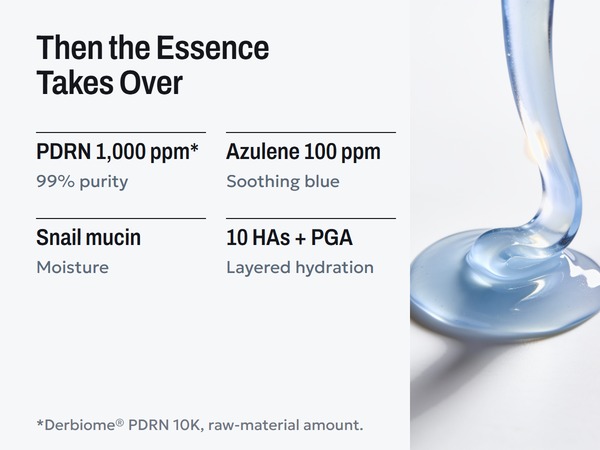 Then the Essence
Takes Over
PDRN 1,000 ppm*
99% purity
Azulene 100 ppm
Soothing blue
Snail mucin
Moisture
10 HAs + PGA
Layered hydration
*Derbiome® PDRN 10K, raw-material amount.